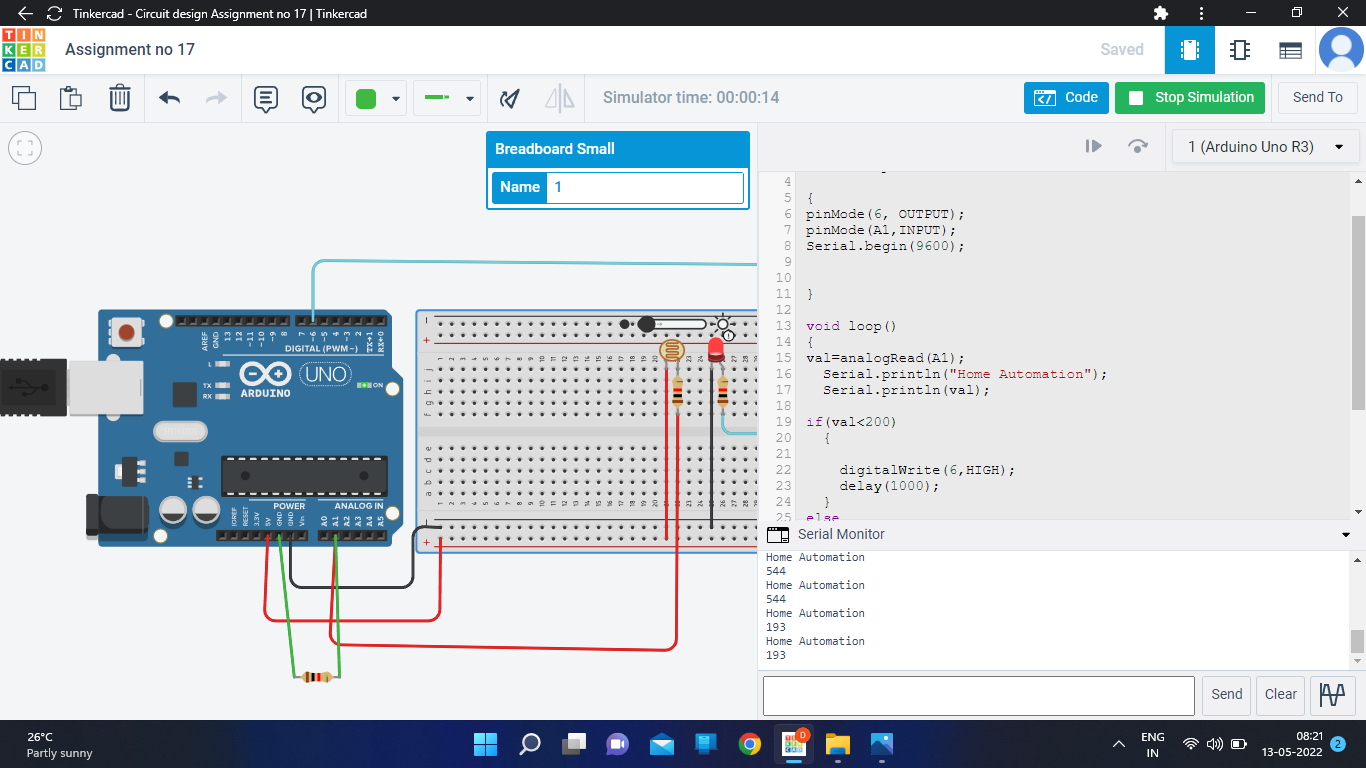 Tinkercad - Circuit design Assignment no 17 | Tinkercad
TIN
KER
CAD
Assignment no 17
Saved
Simulator time: 00:00:14
Code
Stop Simulation
Send To
Breadboard Small
Name 1
1 (Arduino Uno R3)
4
5 {
6 pinMode(6, OUTPUT);
7 pinMode(A1,INPUT);
8 Serial.begin(9600);
9
10
11 }
12
13 void loop()
14 {
15 val=analogRead(A1);
16 Serial.println("Home Automation");
17 Serial.println(val);
18
19 if(val<200)
20 {
21
22 digitalWrite(6,HIGH);
23 delay(1000);
24 }
25 else
AREF
GND
13
12
~11
~10
~9
8
7
~6
~5
4
~3
2
TX→1
RX←0
DIGITAL (PWM~)
L
TX
RX
UNO
ARDUINO
ON
POWER
ANALOG IN
IOREF
RESET
3.3V
5V
GND
GND
Vin
A0
A1
A2
A3
A4
A5
Serial Monitor
Home Automation
544
Home Automation
544
Home Automation
193
Home Automation
193
Send
Clear
26°C
Partly sunny
D
ENG
IN
08:21
13-05-2022
2